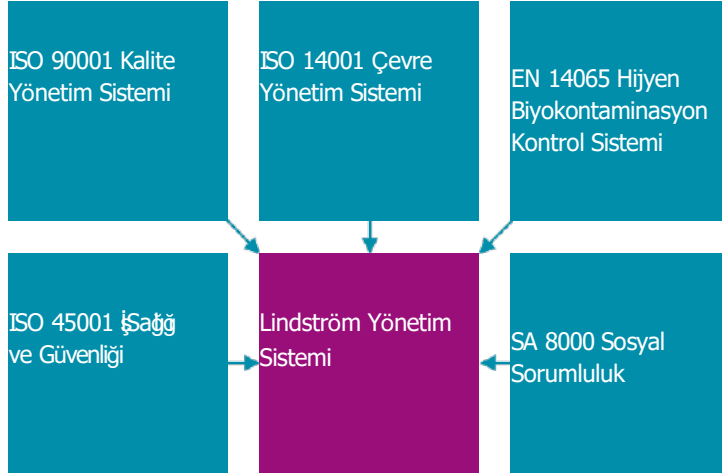 ISO 90001 Kalite
Yönetim Sistemi
ISO 14001 Çevre
Yönetim Sistemi
EN 14065 Hijyen
Biyokontaminasyon
Kontrol Sistemi
ISO 45001 İş Sağlığı
ve Güvenliği
Lindström Yönetim
Sistemi
SA 8000 Sosyal
Sorumluluk